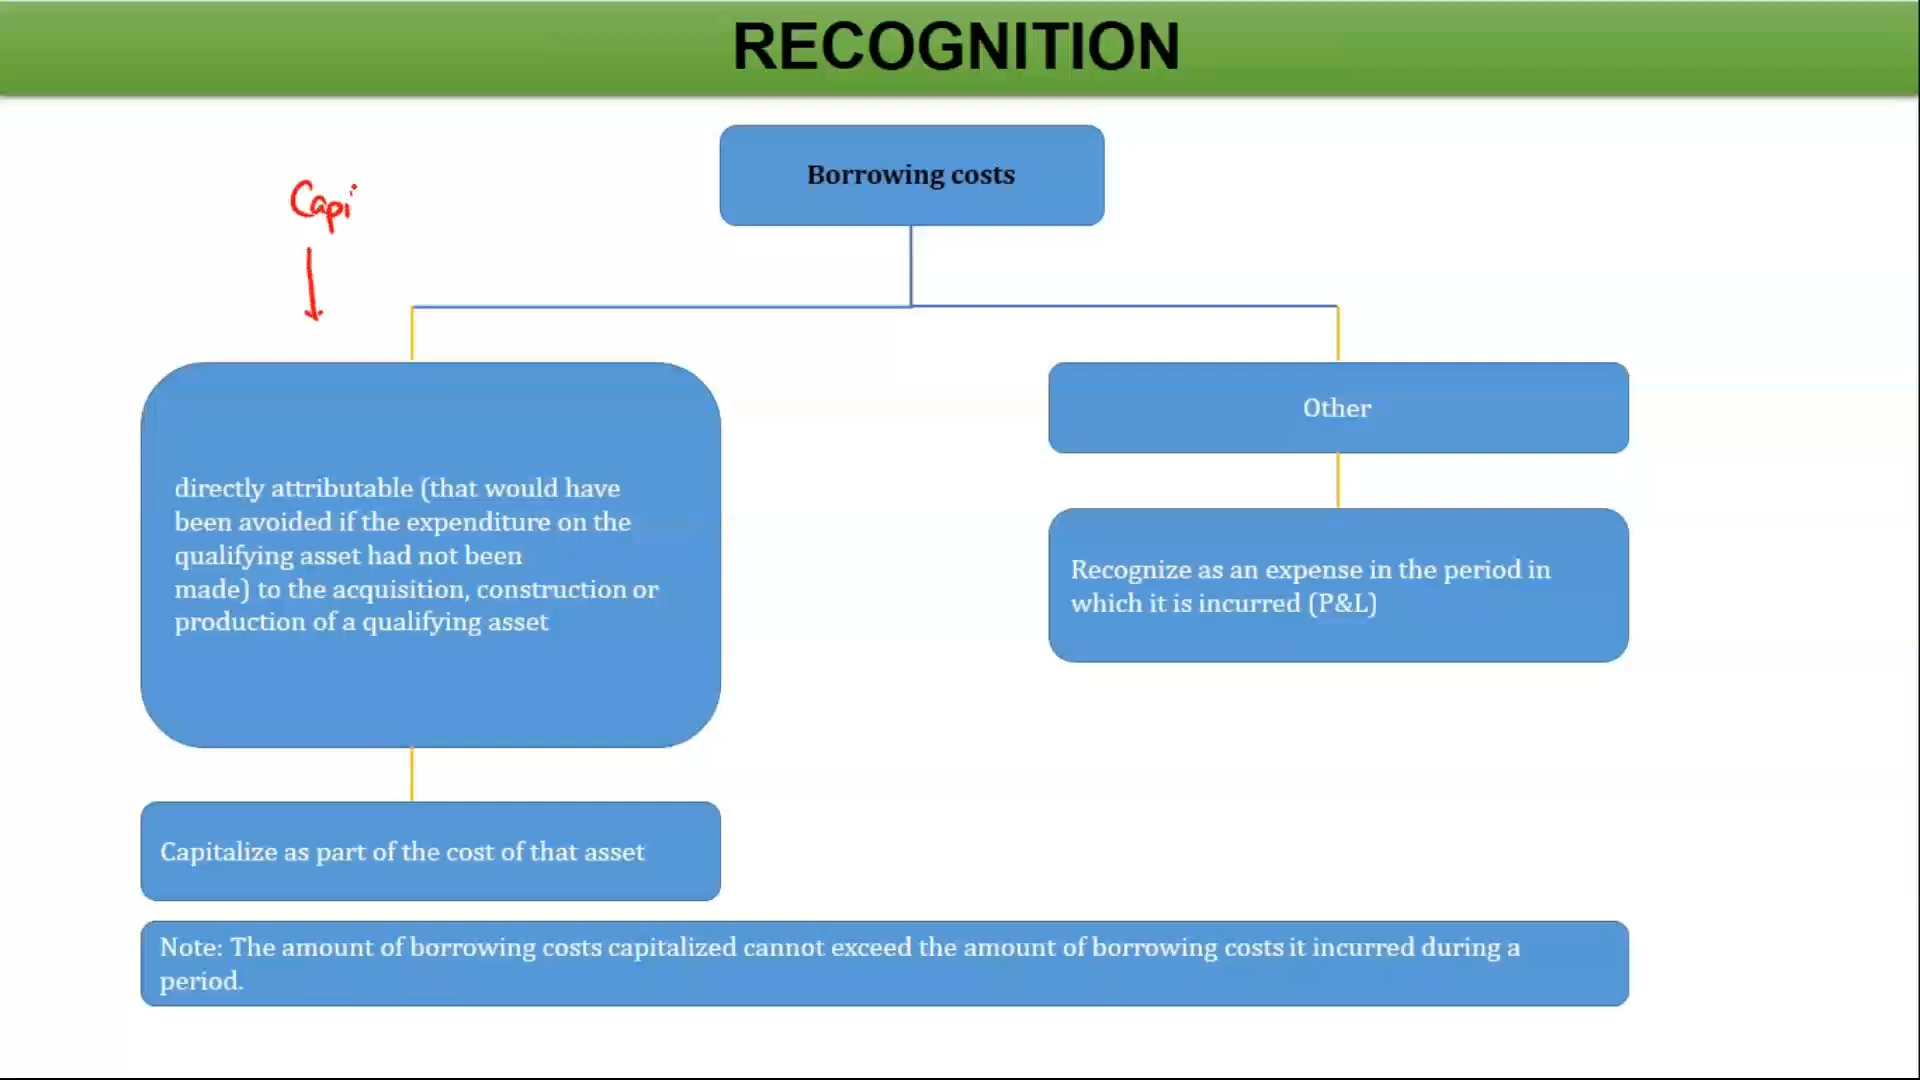 RECOGNITION
Borrowing costs
Capi
directly attributable (that would have
been avoided if the expenditure on the
qualifying asset had not been
made) to the acquisition, construction or
production of a qualifying asset
Other
Recognize as an expense in the period in
which it is incurred (P&L)
Capitalize as part of the cost of that asset
Note: The amount of borrowing costs capitalized cannot exceed the amount of borrowing costs it incurred during a
period.